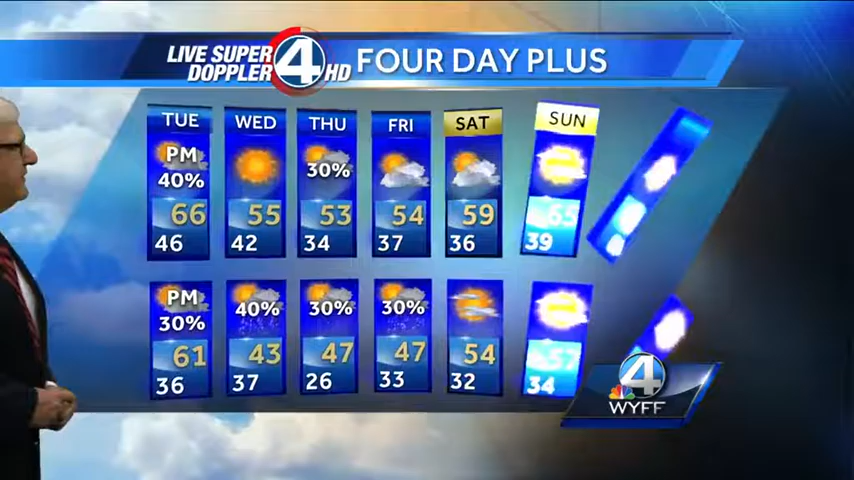 LIVE SUPER
DOPPLER 4 HD FOUR DAY PLUS
TUE WED THU FRI SAT SUN
PM
40% 30%
66 55 53 54 59 55
46 42 34 37 36 39
PM
30% 40% 30% 30%
61 43 47 47 54 57
36 37 26 33 32 34
4
WYFF